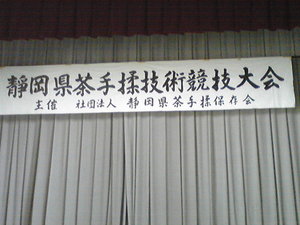 靜岡県茶手揉技術競技大会
主催 社団法人 静岡県茶手揉保存会